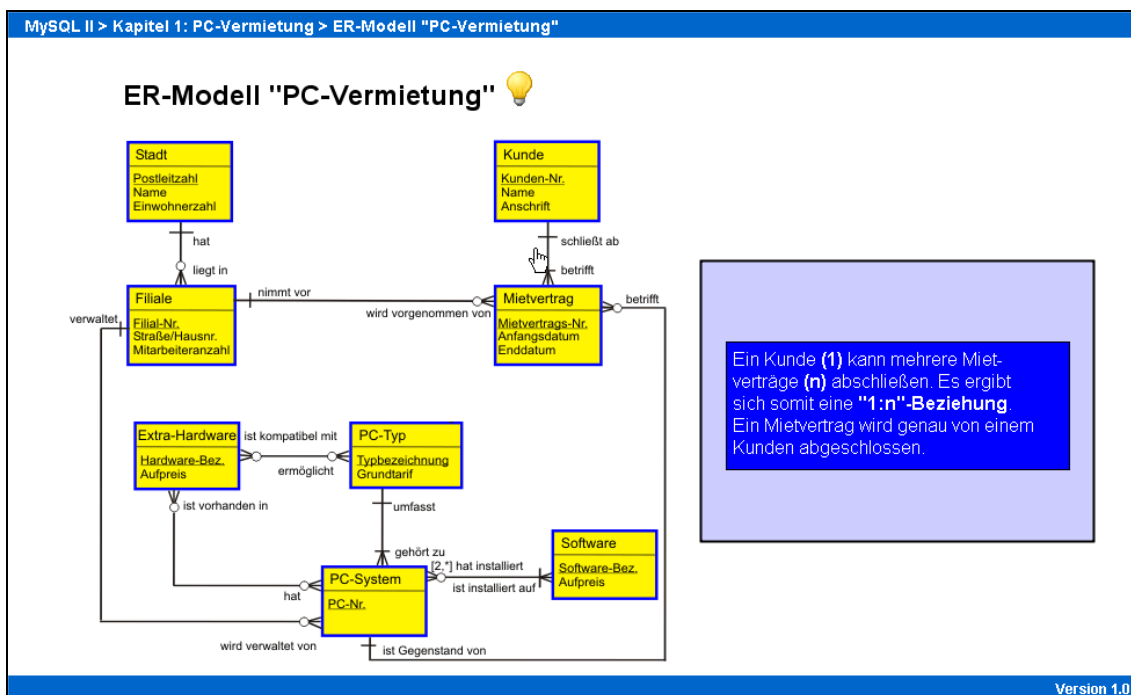 MySQL II > Kapitel 1: PC-Vermietung > ER-Modell "PC-Vermietung"
ER-Modell "PC-Vermietung"
Stadt
Postleitzahl
Name
Einwohnerzahl
Kunde
Kunden-Nr.
Name
Anschrift
hat
liegt in
schließt ab
betrifft
Filiale
Filial-Nr.
Straße/Hausnr.
Mitarbeiteranzahl
verwaltet
nimmt vor
wird vorgenommen von
Mietvertrag
Mietvertrags-Nr.
Anfangsdatum
Enddatum
betrifft
Ein Kunde (1) kann mehrere Miet-
verträge (n) abschließen. Es ergibt
sich somit eine "1:n"-Beziehung.
Ein Mietvertrag wird genau von einem
Kunden abgeschlossen.
Extra-Hardware
Hardware-Bez.
Aufpreis
ist kompatibel mit
ermöglicht
PC-Typ
Typbezeichnung
Grundtarif
ist vorhanden in
umfasst
gehört zu
[2,*] hat installiert
ist installiert auf
Software
Software-Bez.
Aufpreis
hat
PC-System
PC-Nr.
wird verwaltet von
ist Gegenstand von
Version 1.0